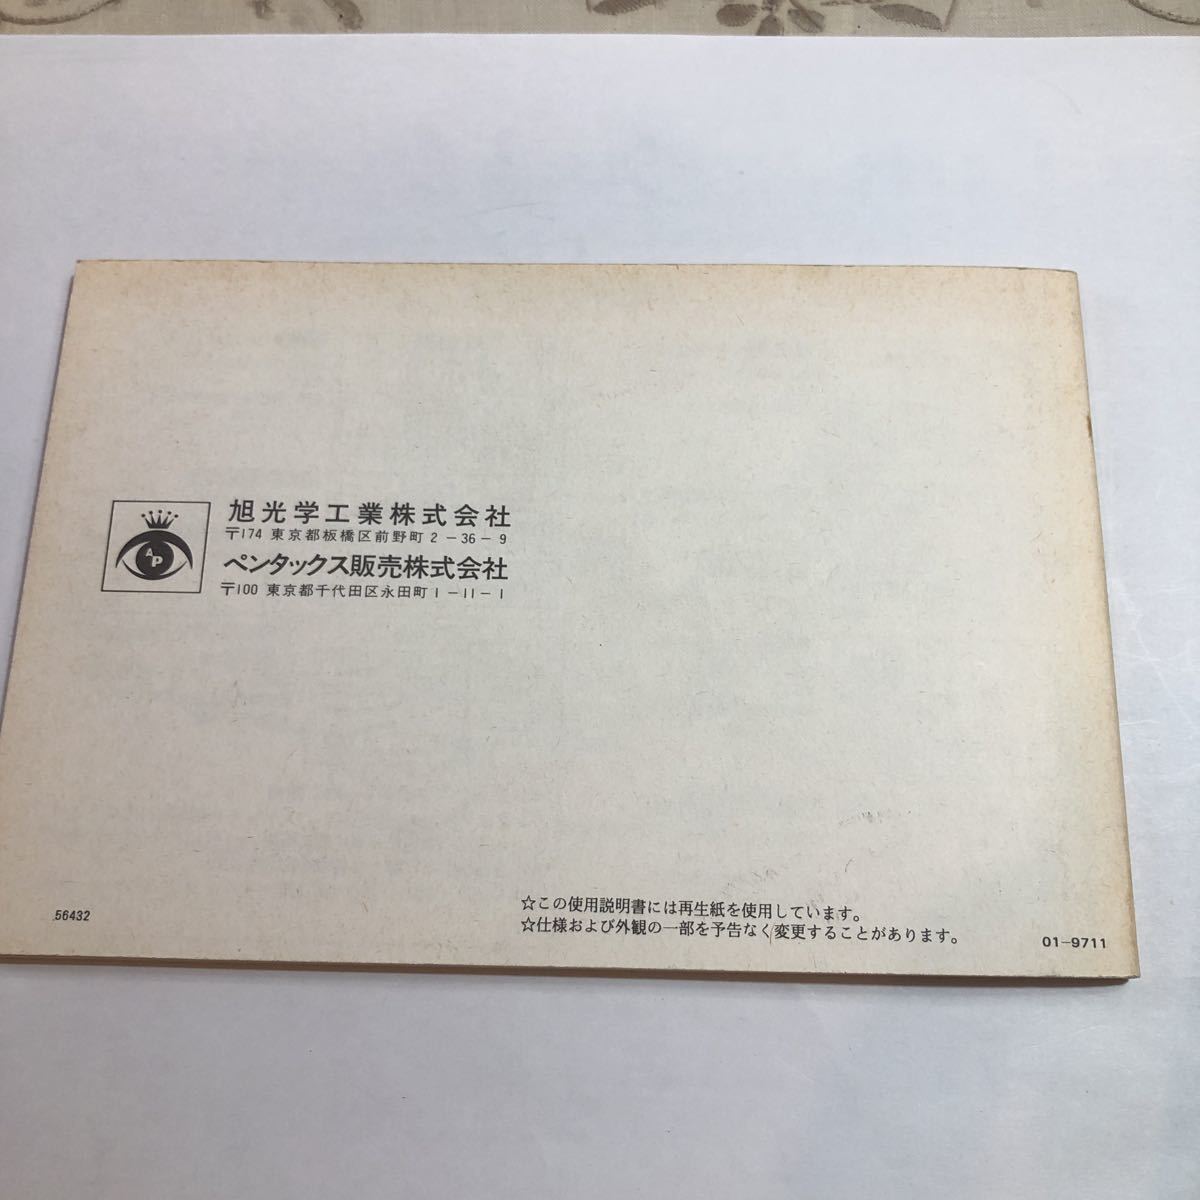 AP
旭光学工業株式会社
〒174 東京都板橋区前野町2-36-9
ペンタックス販売株式会社
〒100 東京都千代田区永田町1-11-1
☆この使用説明書には再生紙を使用しています。
☆仕様および外観の一部を予告なく変更することがあります。
56432
01-9711